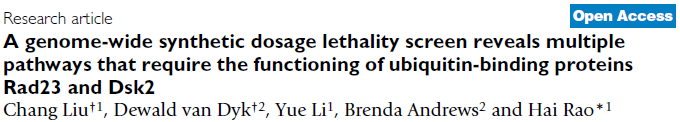 Research article
Open Access
A genome-wide synthetic dosage lethality screen reveals multiple
pathways that require the functioning of ubiquitin-binding proteins
Rad23 and Dsk2
Chang Liu†1, Dewald van Dyk†2, Yue Li1, Brenda Andrews2 and Hai Rao*1